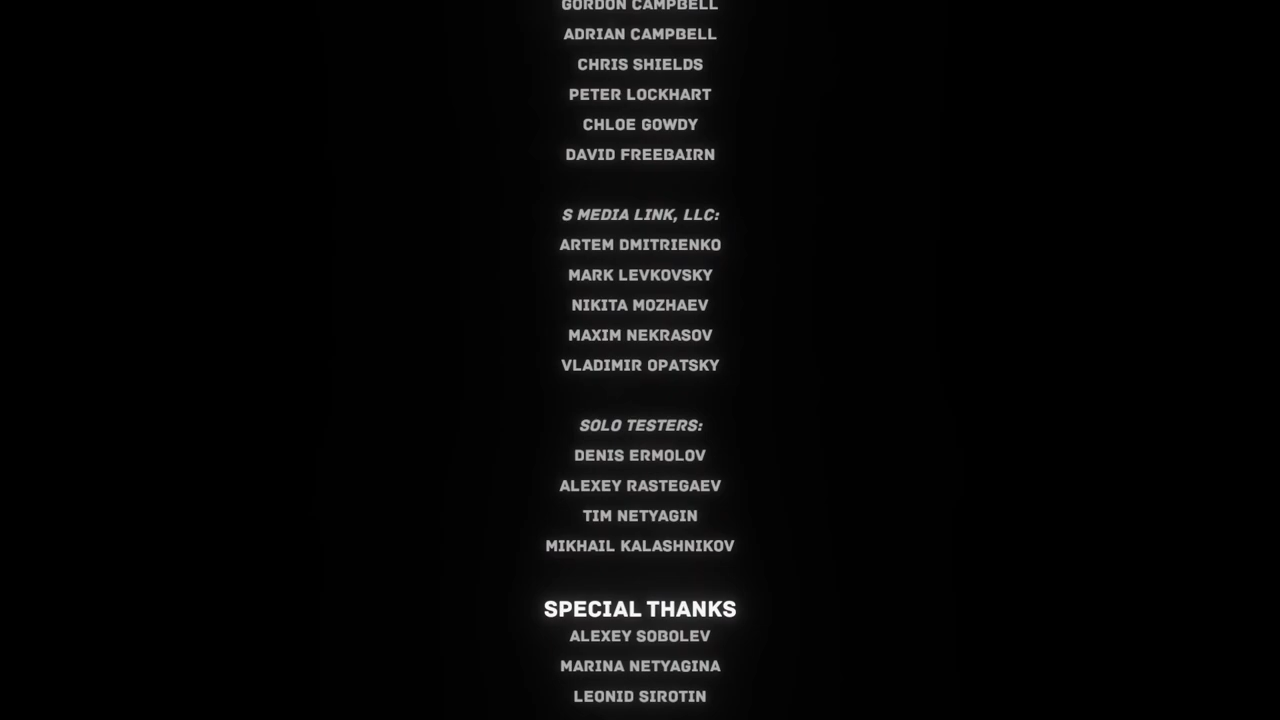 GORDON CAMPBELL
ADRIAN CAMPBELL
CHRIS SHIELDS
PETER LOCKHART
CHLOE GOWDY
DAVID FREEBAIRN
S MEDIA LINK, LLC:
ARTEM DMITRIENKO
MARK LEVKOVSKY
NIKITA MOZHAEV
MAXIM NEKRASOV
VLADIMIR OPATSKY
SOLO TESTERS:
DENIS ERMOLOV
ALEXEY RASTEGAEV
TIM NETYAGIN
MIKHAIL KALASHNIKOV
SPECIAL THANKS
ALEXEY SOBOLEV
MARINA NETYAGINA
LEONID SIROTIN